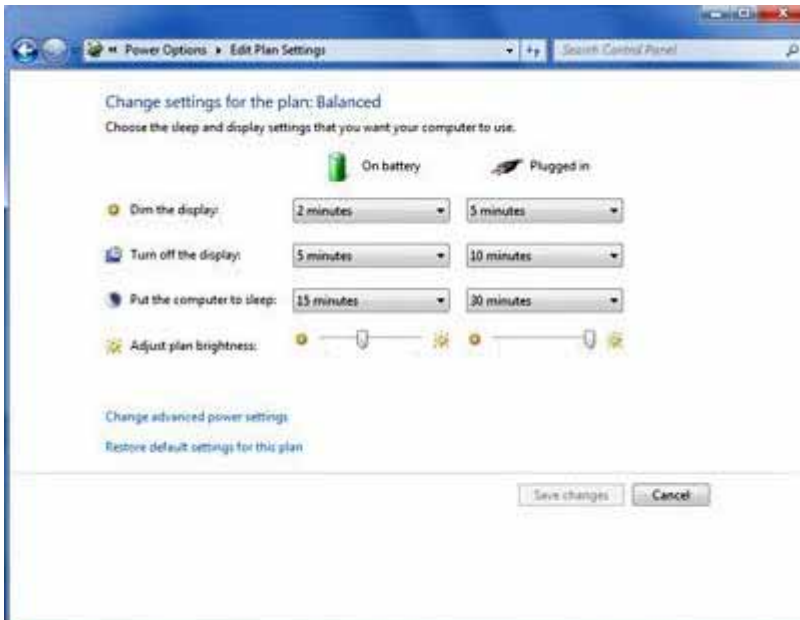 « Power Options ▸ Edit Plan Settings
Search Control Panel
Change settings for the plan: Balanced
Choose the sleep and display settings that you want your computer to use.
On battery Plugged in
Dim the display: 2 minutes 5 minutes
Turn off the display: 5 minutes 10 minutes
Put the computer to sleep: 15 minutes 30 minutes
Adjust plan brightness:
Change advanced power settings
Restore default settings for this plan
Save changes Cancel